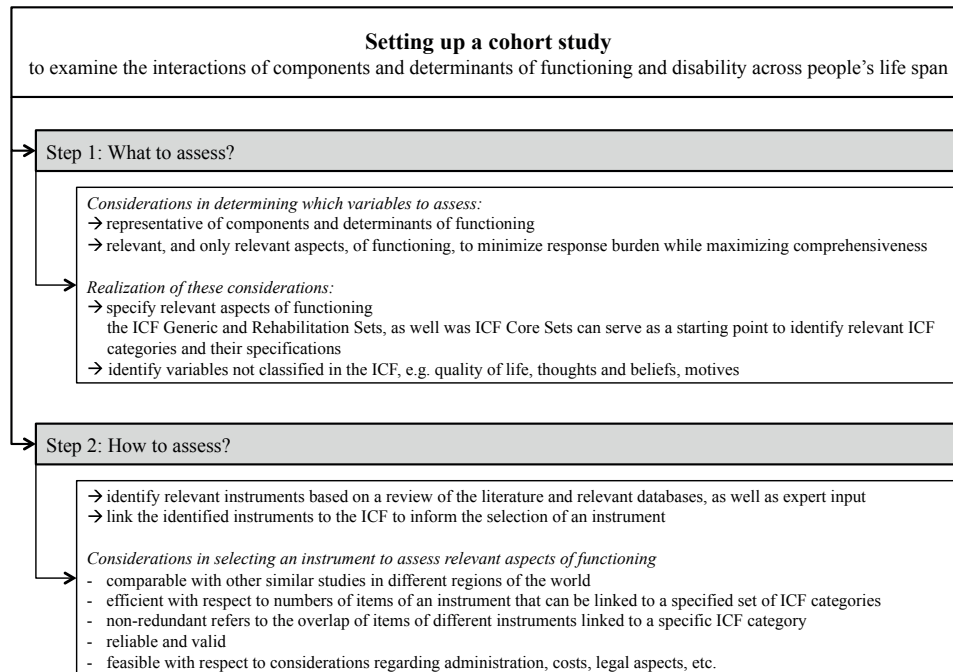 Setting up a cohort study
to examine the interactions of components and determinants of functioning and disability across people’s life span
Step 1: What to assess?
Considerations in determining which variables to assess:
→ representative of components and determinants of functioning
→ relevant, and only relevant aspects, of functioning, to minimize response burden while maximizing comprehensiveness
Realization of these considerations:
→ specify relevant aspects of functioning
the ICF Generic and Rehabilitation Sets, as well was ICF Core Sets can serve as a starting point to identify relevant ICF
categories and their specifications
→ identify variables not classified in the ICF, e.g. quality of life, thoughts and beliefs, motives
Step 2: How to assess?
→ identify relevant instruments based on a review of the literature and relevant databases, as well as expert input
→ link the identified instruments to the ICF to inform the selection of an instrument
Considerations in selecting an instrument to assess relevant aspects of functioning
- comparable with other similar studies in different regions of the world
- efficient with respect to numbers of items of an instrument that can be linked to a specified set of ICF categories
- non-redundant refers to the overlap of items of different instruments linked to a specific ICF category
- reliable and valid
- feasible with respect to considerations regarding administration, costs, legal aspects, etc.